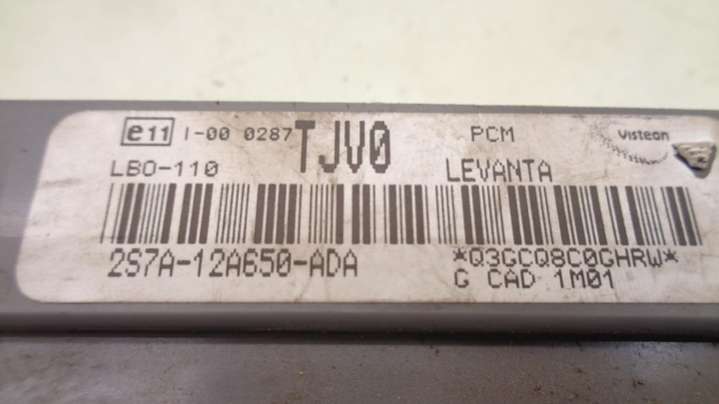 e11 I-00 0287 TJV0 PCM Visteon
LB0-110 LEVANTA
2S7A-12A650-ADA *Q3GCQ8C0GHRW*
G CAD 1M01